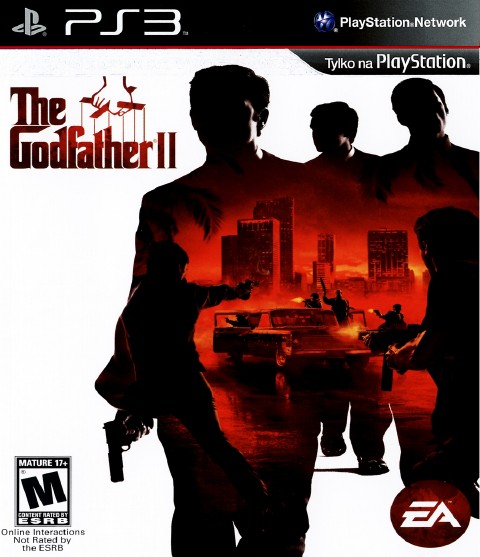 PS3
PlayStation®Network
Tylko na PlayStation®
The
Godfather II
MATURE 17+
M
CONTENT RATED BY
ESRB
Online Interactions
Not Rated by
the ESRB
EA